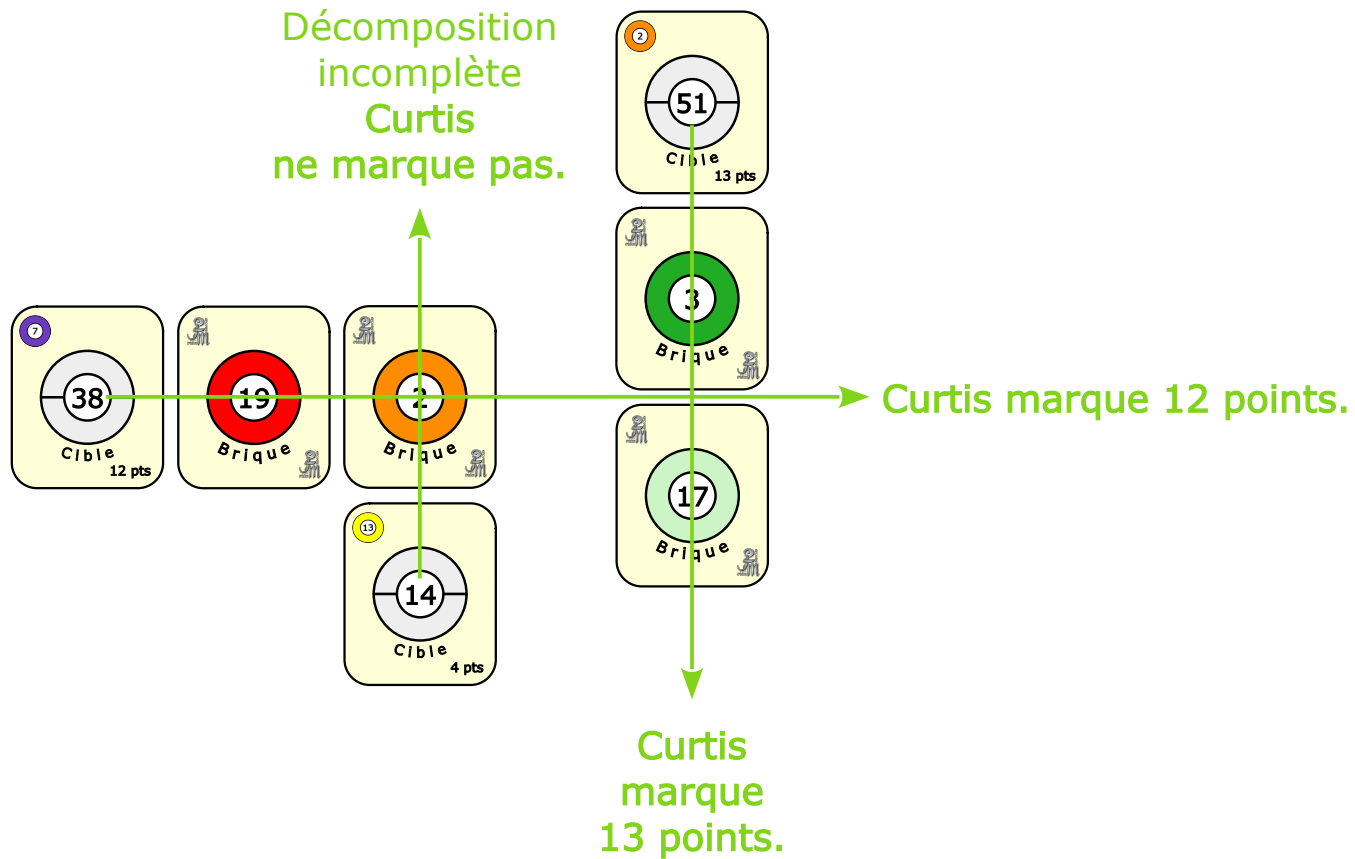 Décomposition
incomplète
Curtis
ne marque pas.
2
51
Cible
13 pts
3
Brique
7
38
Cible
12 pts
19
Brique
2
Brique
Curtis marque 12 points.
17
Brique
13
14
Cible
4 pts
Curtis
marque
13 points.